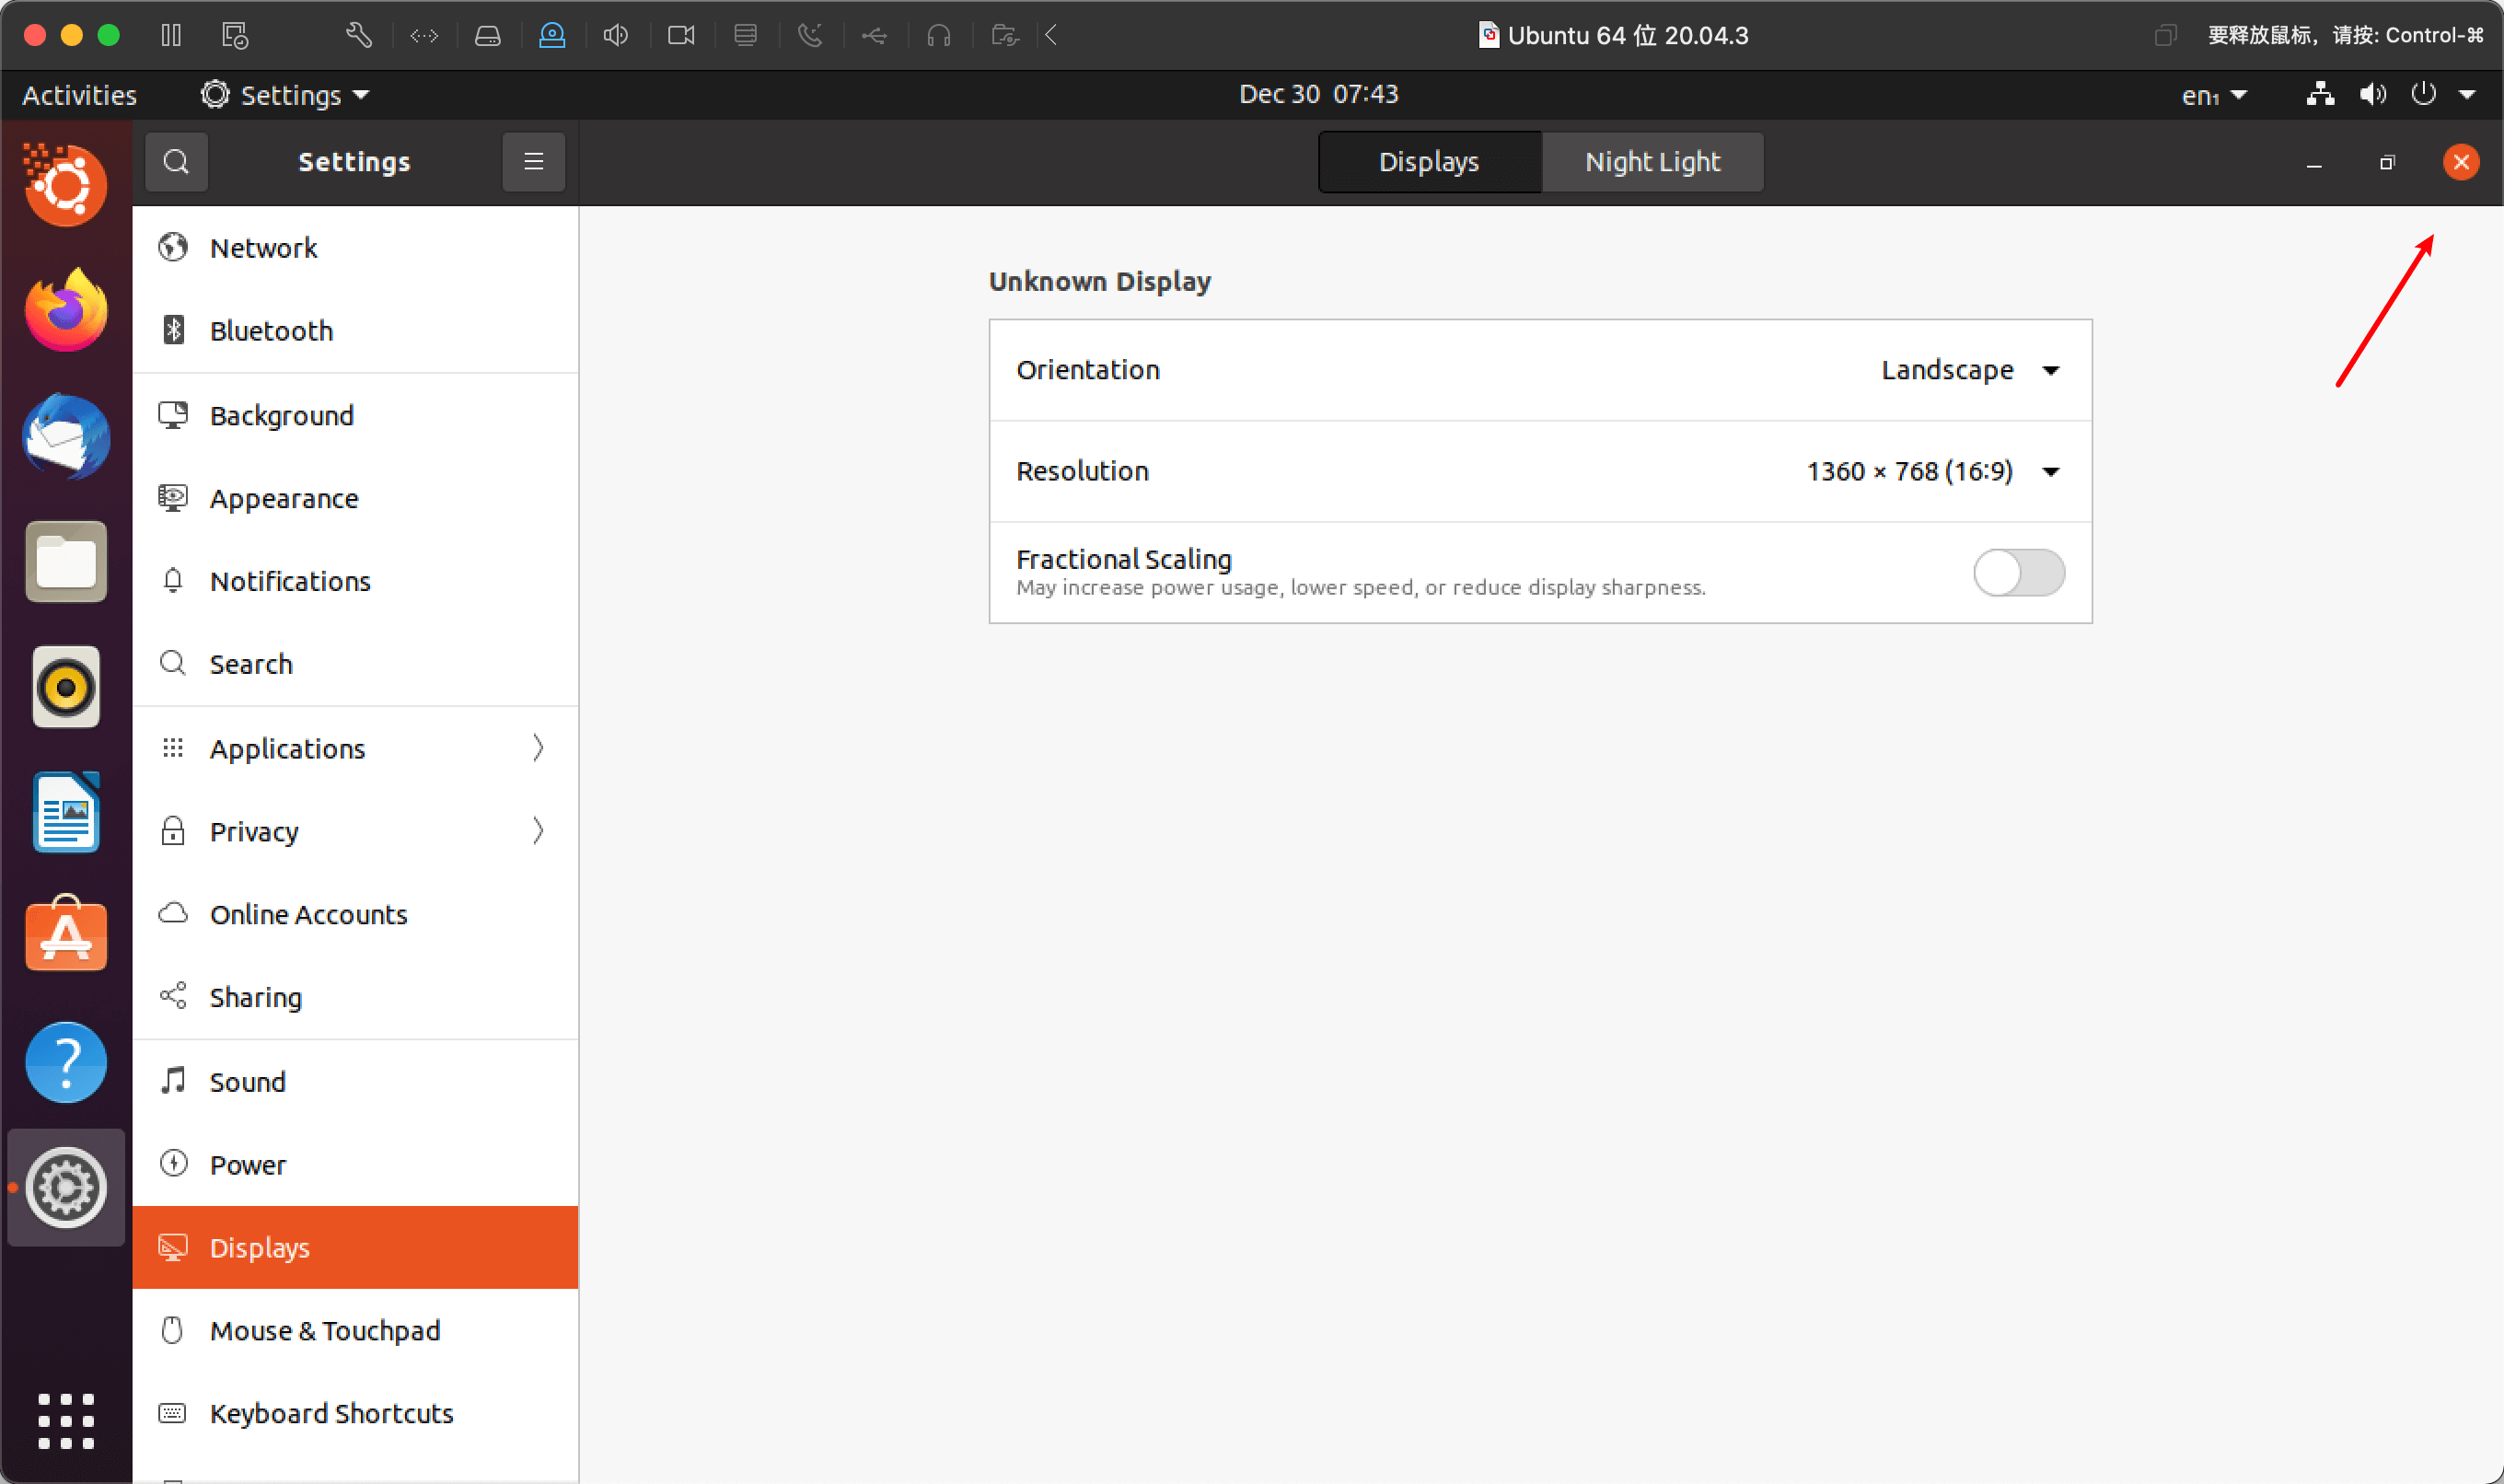 Ubuntu 64 位 20.04.3
要释放鼠标，请按: Control-⌘
Activities
Settings
Dec 30 07:43
en₁
Settings
Displays
Night Light
Network
Bluetooth
Background
Appearance
Notifications
Search
Applications
Privacy
Online Accounts
Sharing
Sound
Power
Displays
Mouse & Touchpad
Keyboard Shortcuts
Unknown Display
Orientation
Landscape
Resolution
1360 × 768 (16:9)
Fractional Scaling
May increase power usage, lower speed, or reduce display sharpness.